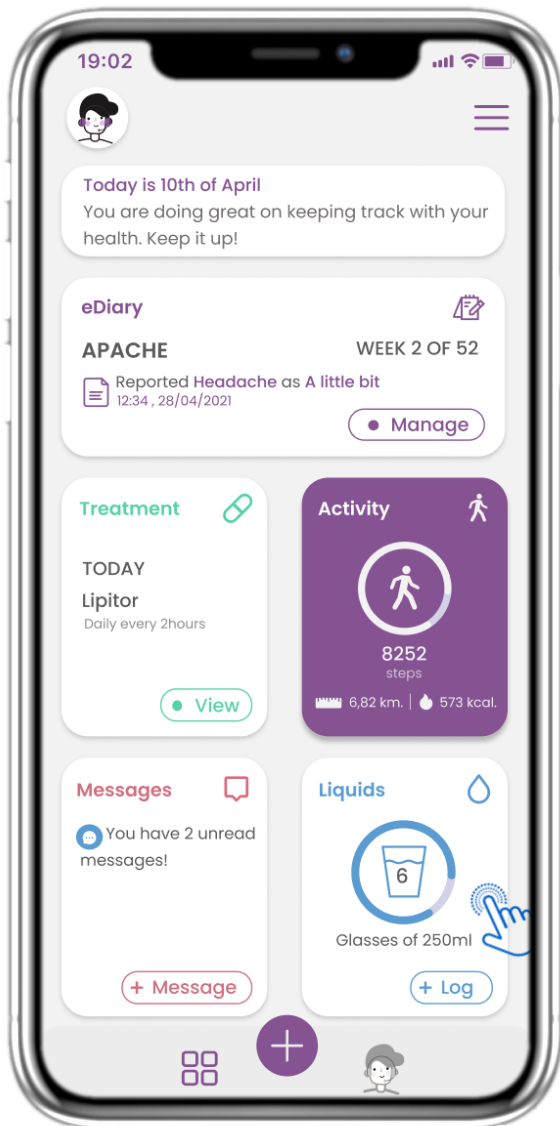 19:02
Today is 10th of April
You are doing great on keeping track with your
health. Keep it up!
eDiary
APACHE
WEEK 2 OF 52
Reported Headache as A little bit
12:34 , 28/04/2021
Manage
Treatment
TODAY
Lipitor
Daily every 2hours
View
Activity
8252
steps
6,82 km.
573 kcal.
Messages
You have 2 unread
messages!
+ Message
Liquids
6
Glasses of 250ml
+ Log